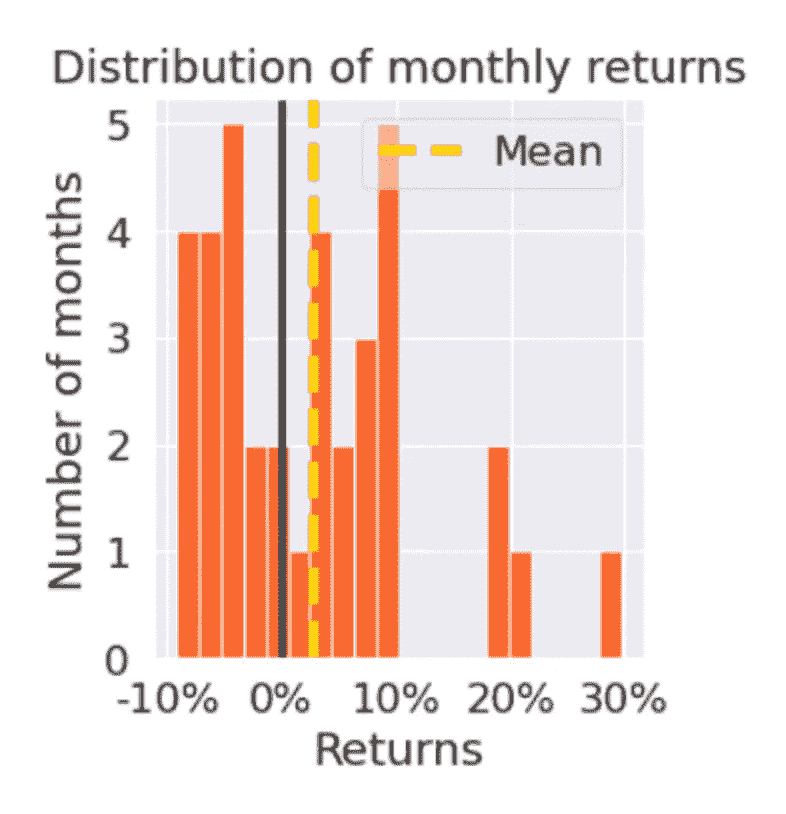 Distribution of monthly returns
Mean
Number of months
5
4
3
2
1
0
-10% 0% 10% 20% 30%
Returns